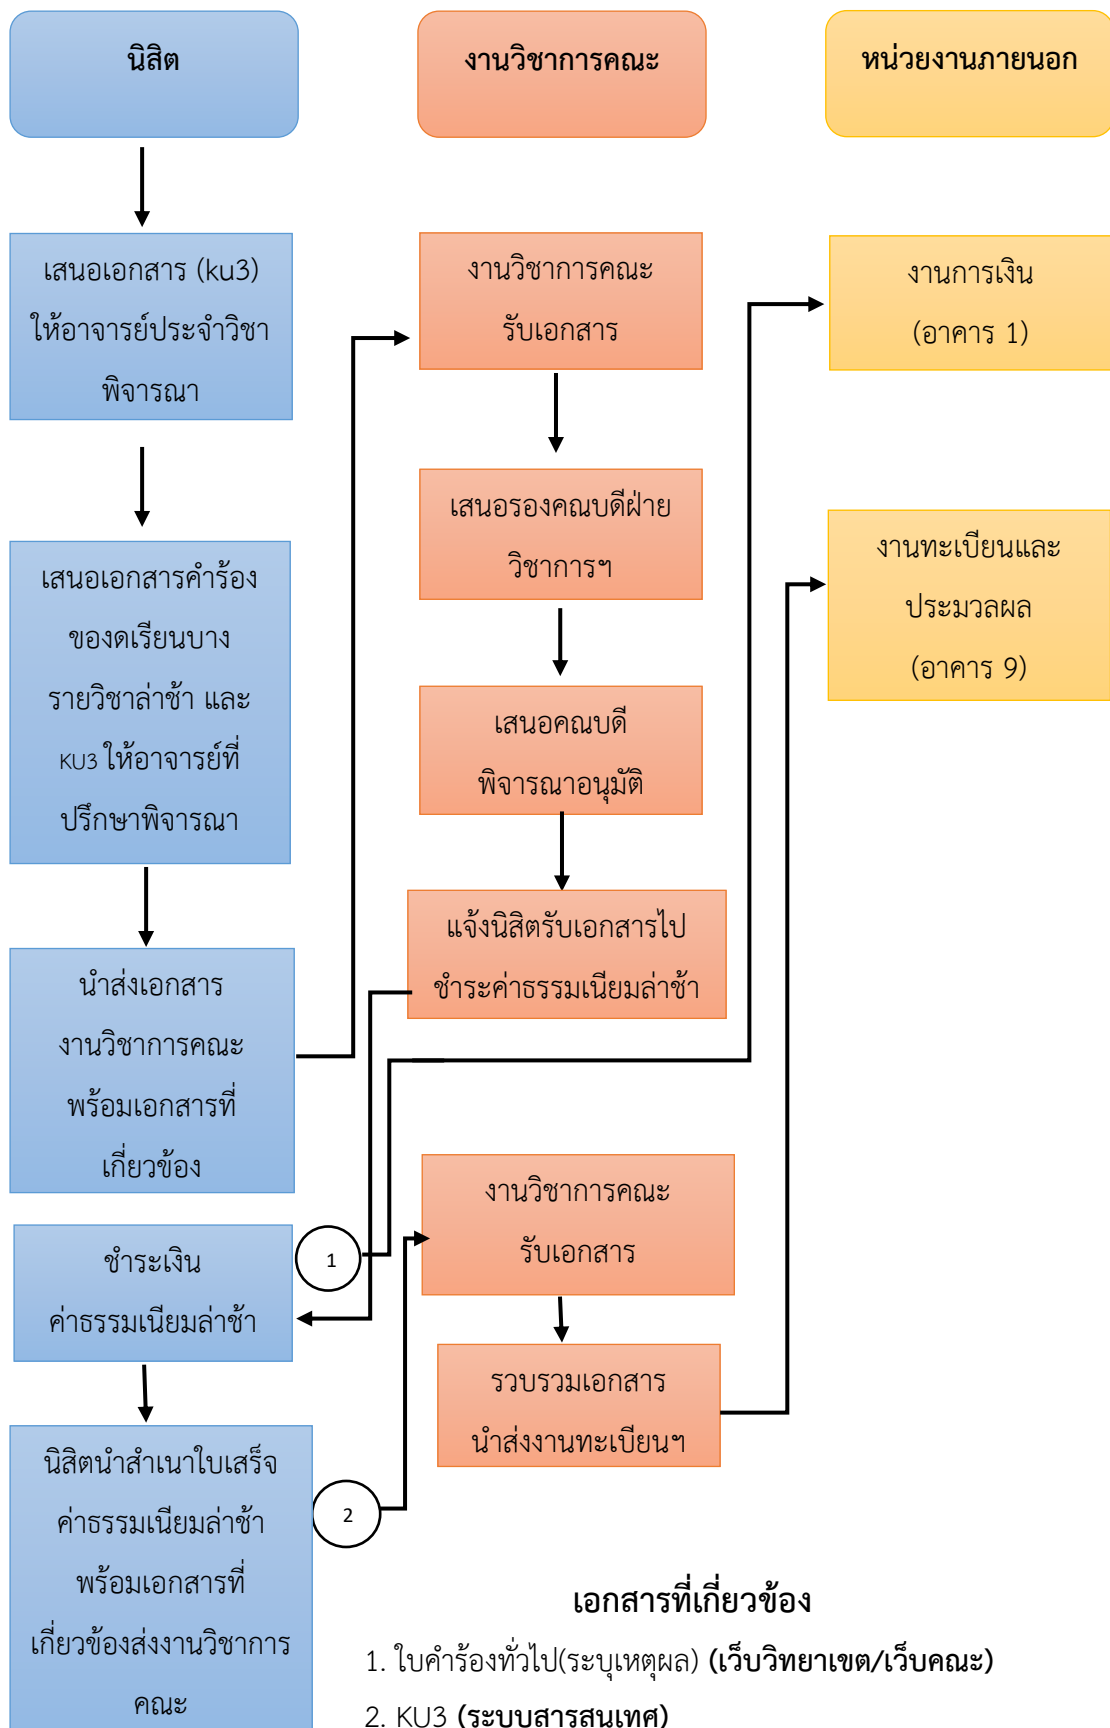 นิสิต
งานวิชาการคณะ
หน่วยงานภายนอก
เสนอเอกสาร (ku3)
ให้อาจารย์ประจำวิชา
พิจารณา
เสนอเอกสารคำร้อง
ของดเรียนบาง
รายวิชาล่าช้า และ
KU3 ให้อาจารย์ที่
ปรึกษาพิจารณา
นำส่งเอกสาร
งานวิชาการคณะ
พร้อมเอกสารที่
เกี่ยวข้อง
งานวิชาการคณะ
รับเอกสาร
เสนอรองคณบดีฝ่าย
วิชาการฯ
เสนอคณบดี
พิจารณาอนุมัติ
แจ้งนิสิตรับเอกสารไป
ชำระค่าธรรมเนียมล่าช้า
ชำระเงิน
ค่าธรรมเนียมล่าช้า
1
งานการเงิน
(อาคาร 1)
นิสิตนำสำเนาใบเสร็จ
ค่าธรรมเนียมล่าช้า
พร้อมเอกสารที่
เกี่ยวข้องส่งงานวิชาการ
คณะ
2
งานวิชาการคณะ
รับเอกสาร
รวบรวมเอกสาร
นำส่งงานทะเบียนฯ
งานทะเบียนและ
ประมวลผล
(อาคาร 9)
เอกสารที่เกี่ยวข้อง
1. ใบคำร้องทั่วไป(ระบุเหตุผล) (เว็บวิทยาเขต/เว็บคณะ)
2. KU3 (ระบบสารสนเทศ)